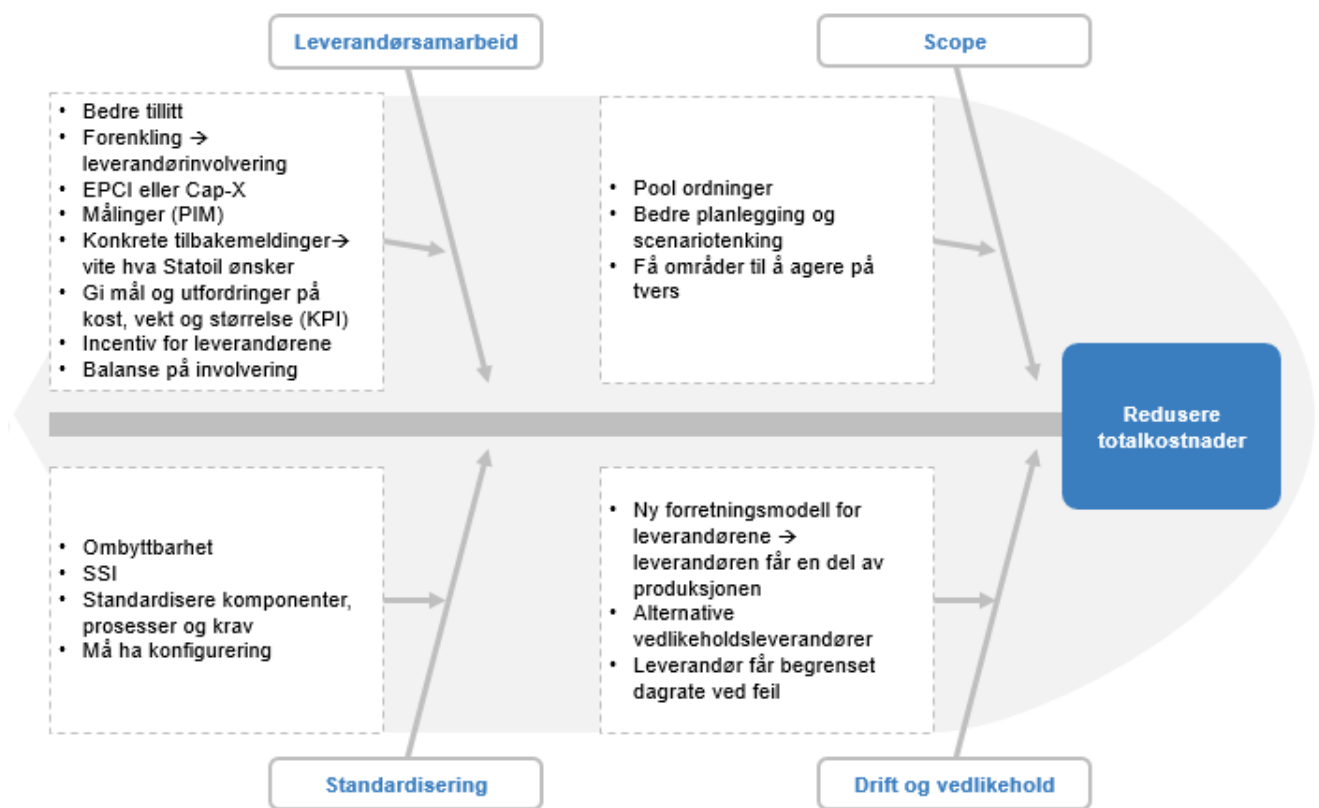 Leverandørsamarbeid
Scope
• Bedre tillitt
• Forenkling →
leverandørinvolvering
• EPCI eller Cap-X
• Målinger (PIM)
• Konkrete tilbakemeldinger→
vite hva Statoil ønsker
• Gi mål og utfordringer på
kost, vekt og størrelse (KPI)
• Incentiv for leverandørene
• Balanse på involvering
• Pool ordninger
• Bedre planlegging og
scenariotenking
• Få områder til å agere på
tvers
Redusere
totalkostnader
• Ombyttbarhet
• SSI
• Standardisere komponenter,
prosesser og krav
• Må ha konfigurering
• Ny forretningsmodell for
leverandørene →
leverandøren får en del av
produksjonen
• Alternative
vedlikeholdsleverandører
• Leverandør får begrenset
dagrate ved feil
Standardisering
Drift og vedlikehold